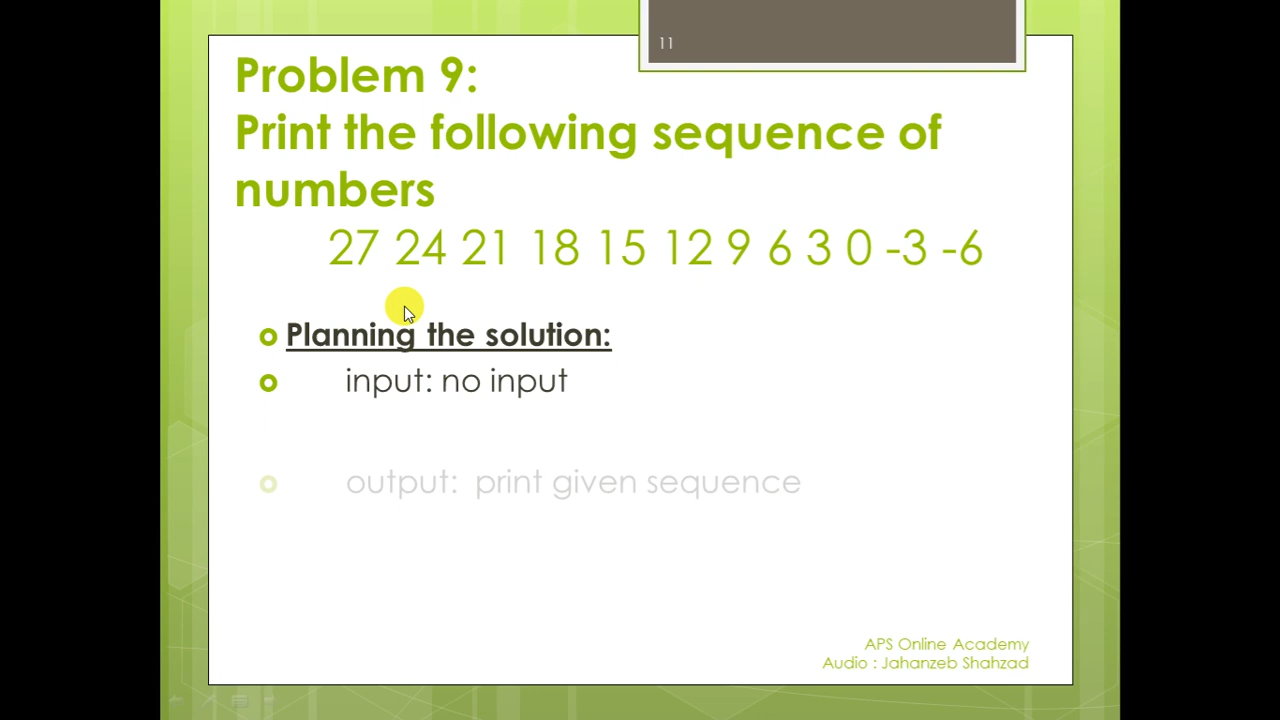 11
Problem 9:
Print the following sequence of
numbers
27 24 21 18 15 12 9 6 3 0 -3 -6
Planning the solution:
input: no input
output: print given sequence
APS Online Academy
Audio : Jahanzeb Shahzad